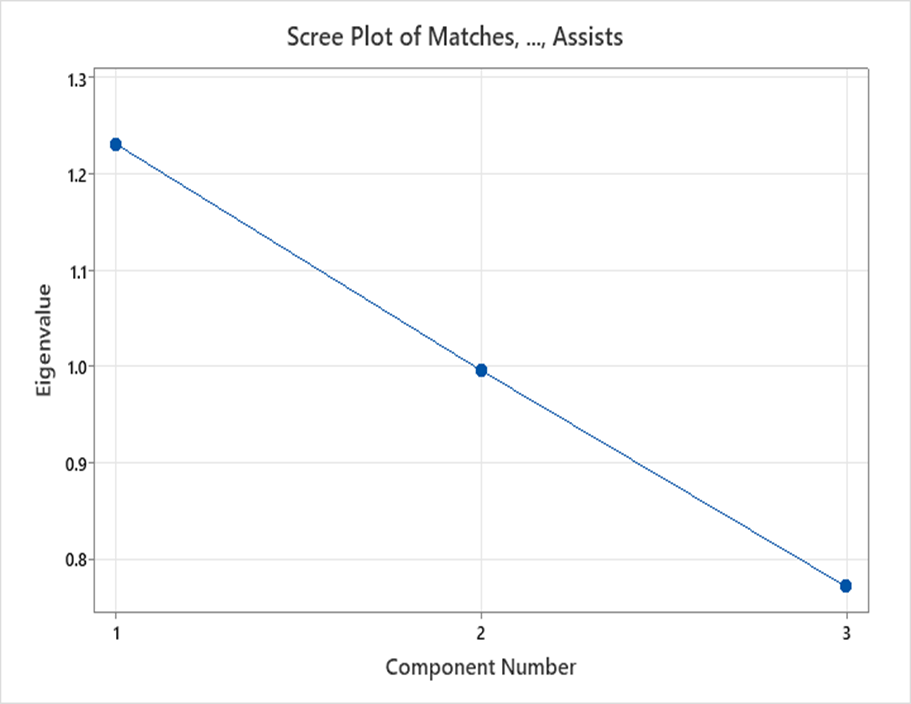 Scree Plot of Matches, ..., Assists
1.3
1.2
1.1
1.0
0.9
0.8
Eigenvalue
1 2 3
Component Number